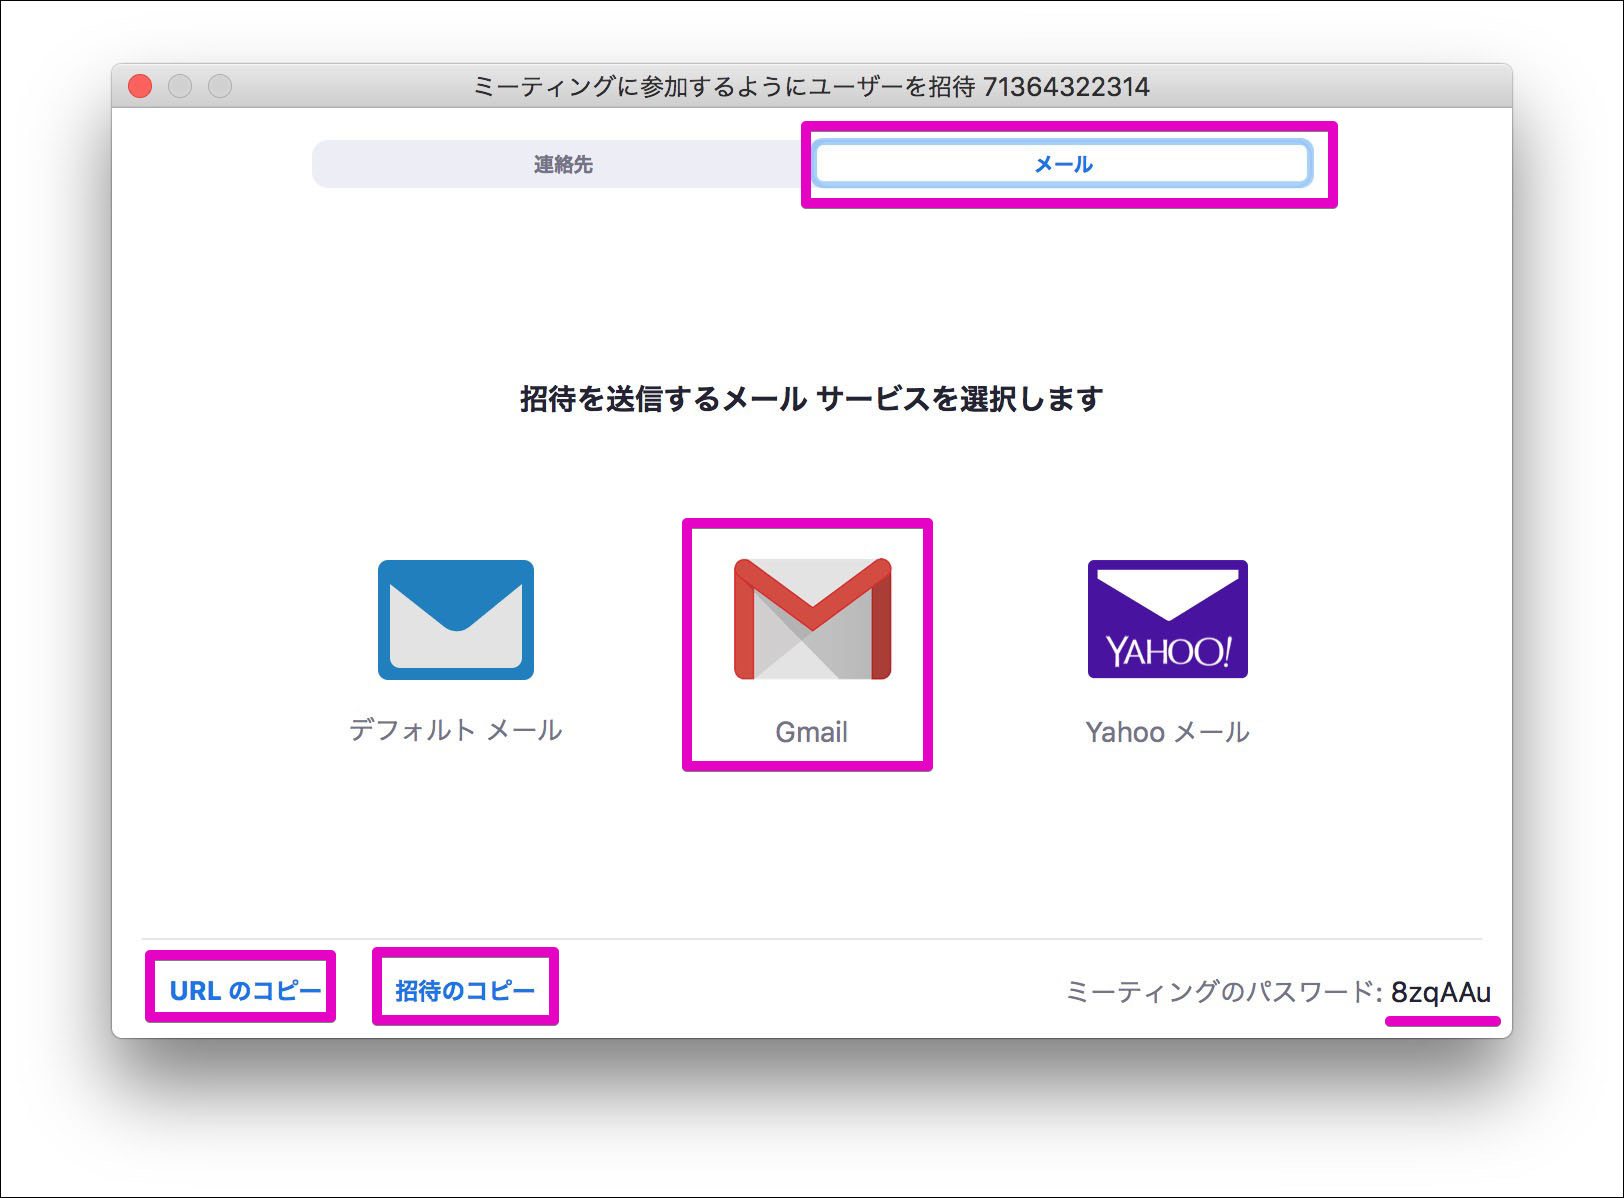 ミーティングに参加するようにユーザーを招待 71364322314
連絡先
メール
招待を送信するメール サービスを選択します
YAHOO!
デフォルト メール
Gmail
Yahoo メール
URL のコピー
招待のコピー
ミーティングのパスワード: 8zqAAu